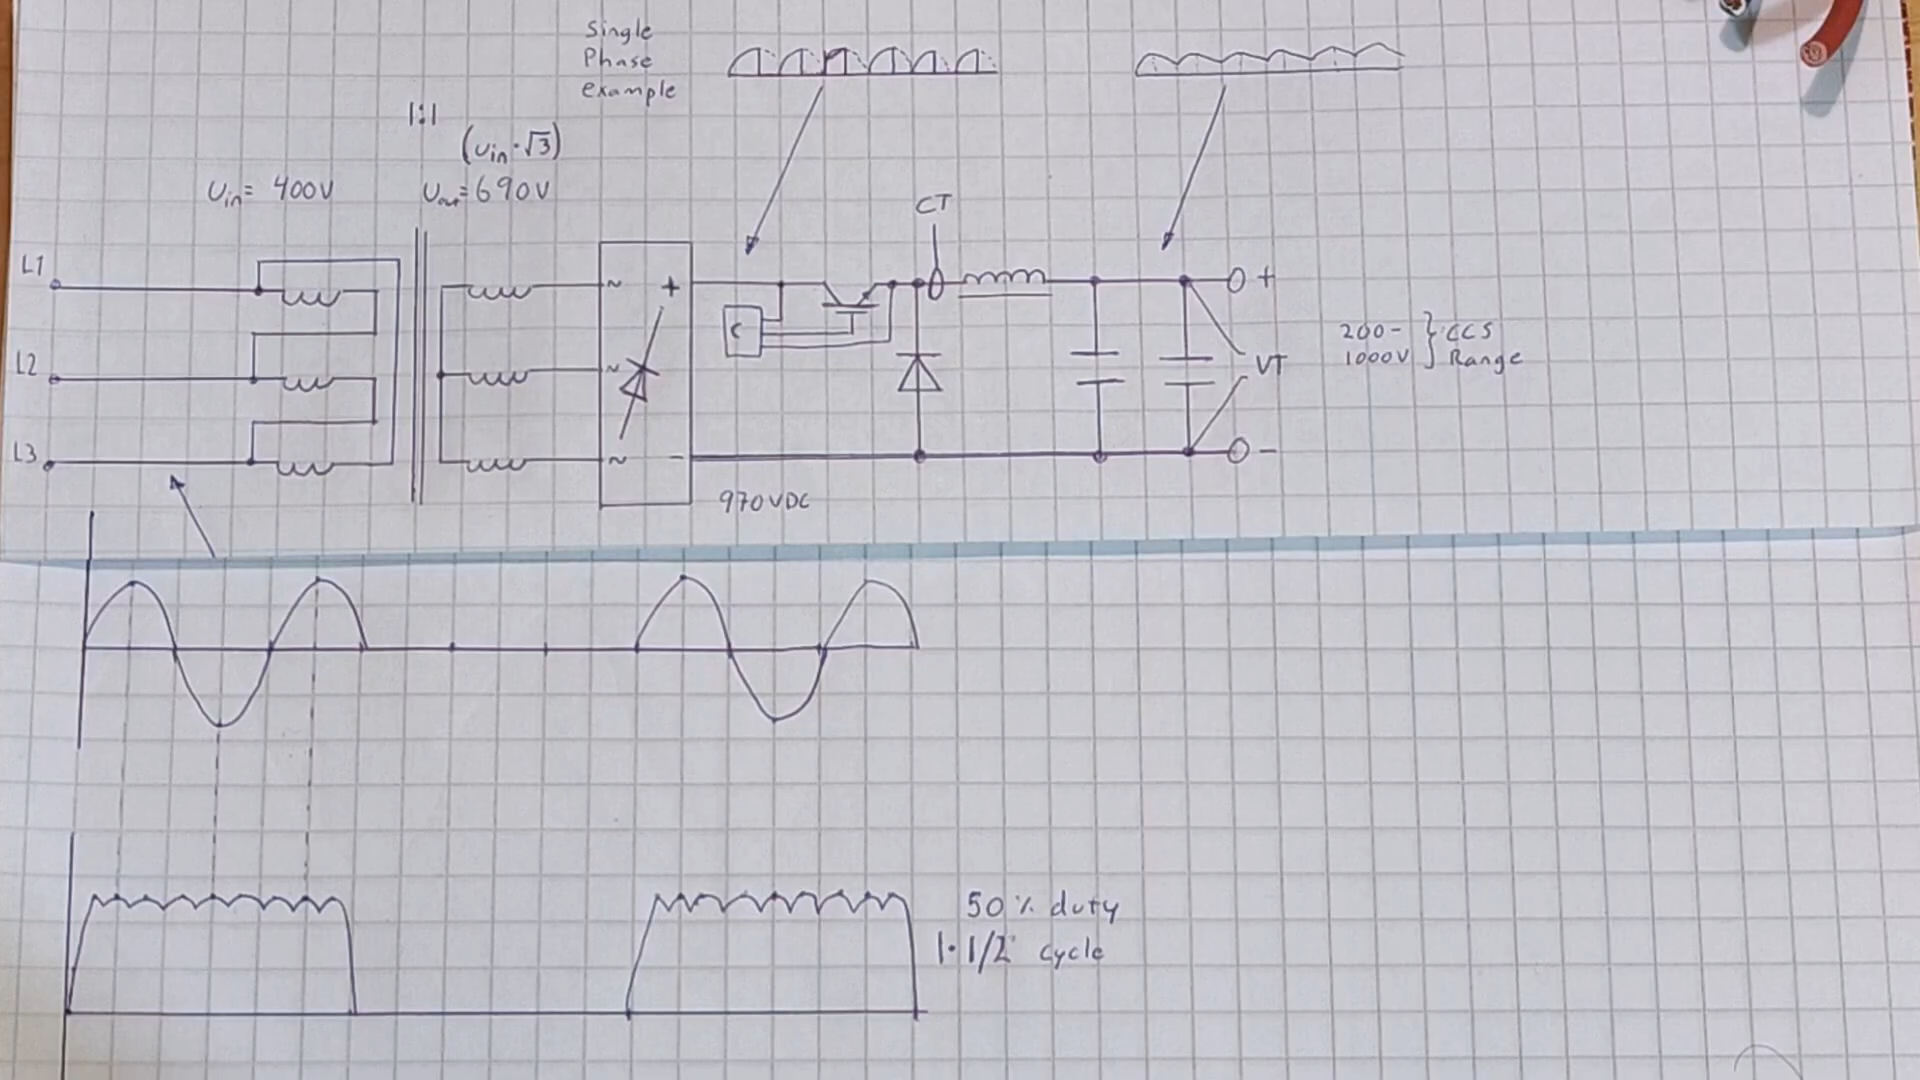 Single
Phase
example
1:1
(Uin·√3)
Uin= 400V
Uout=690V
CT
L1
~
+
+
C
200-
1000V } CCS
Range
L2
~
VT
L3
~
-
-
970VDC
50% duty
1·1/2 cycle